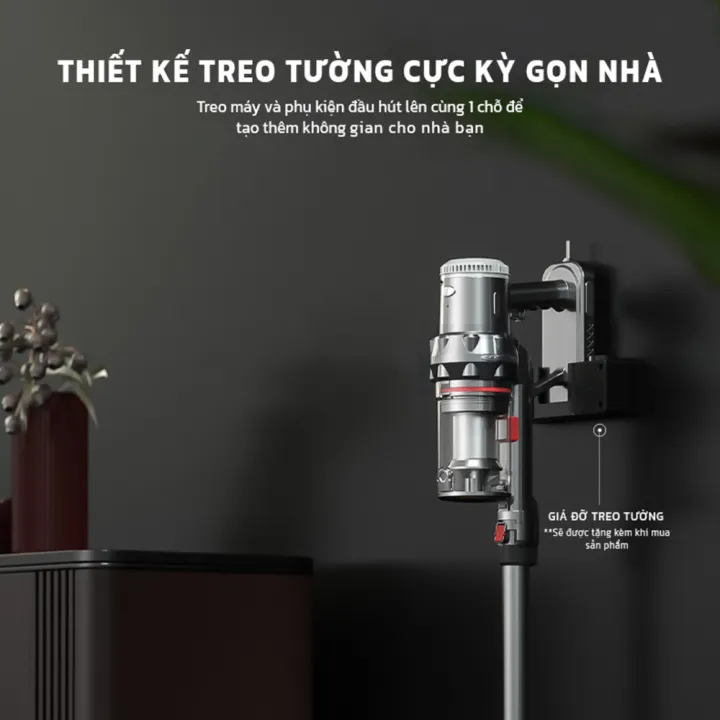 THIẾT KẾ TREO TƯỜNG CỰC KỲ GỌN NHÀ
Treo máy và phụ kiện đầu hút lên cùng 1 chỗ để
tạo thêm không gian cho nhà bạn
GIÁ ĐỠ TREO TƯỜNG
**Sẽ được tặng kèm khi mua
sản phẩm